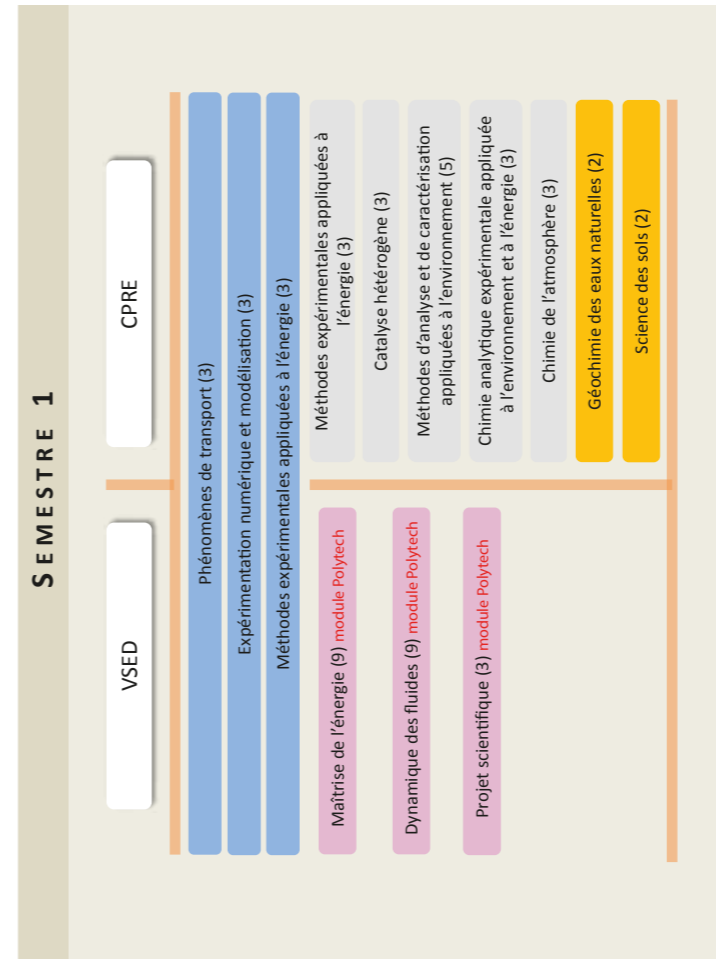 SEMESTRE 1
VSED
CPRE
Phénomènes de transport (3)
Expérimentation numérique et modélisation (3)
Méthodes expérimentales appliquées à l'énergie (3)
Maîtrise de l'énergie (9) module Polytech
Dynamique des fluides (9) module Polytech
Projet scientifique (3) module Polytech
Méthodes expérimentales appliquées à
l'énergie (3)
Catalyse hétérogène (3)
Méthodes d'analyse et de caractérisation
appliquées à l'environnement (5)
Chimie analytique expérimentale appliquée
à l'environnement et à l'énergie (3)
Chimie de l'atmosphère (3)
Géochimie des eaux naturelles (2)
Science des sols (2)